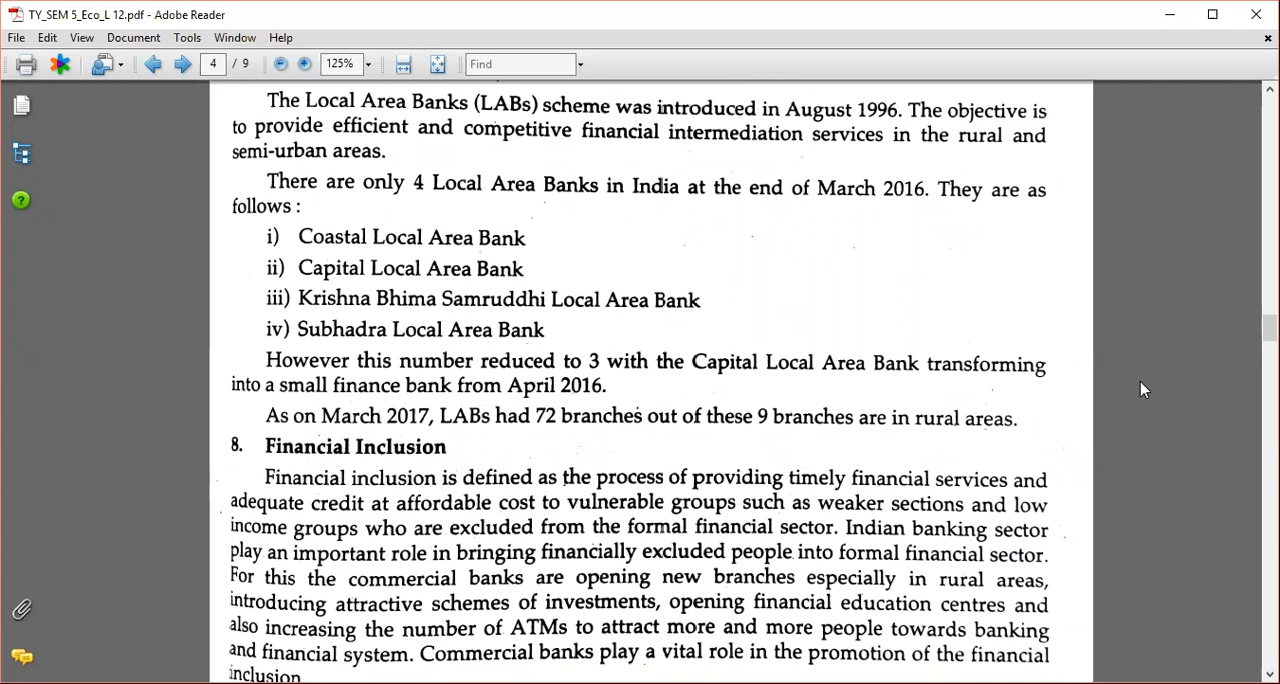 TY_SEM 5_Eco_L 12.pdf - Adobe Reader
File Edit View Document Tools Window Help
4 / 9 125% Find
The Local Area Banks (LABs) scheme was introduced in August 1996. The objective is
to provide efficient and competitive financial intermediation services in the rural and
semi-urban areas.
There are only 4 Local Area Banks in India at the end of March 2016. They are as
follows :
i) Coastal Local Area Bank
ii) Capital Local Area Bank
iii) Krishna Bhima Samruddhi Local Area Bank
iv) Subhadra Local Area Bank
However this number reduced to 3 with the Capital Local Area Bank transforming
into a small finance bank from April 2016.
As on March 2017, LABs had 72 branches out of these 9 branches are in rural areas.
8. Financial Inclusion
Financial inclusion is defined as the process of providing timely financial services and
adequate credit at affordable cost to vulnerable groups such as weaker sections and low
income groups who are excluded from the formal financial sector. Indian banking sector
play an important role in bringing financially excluded people into formal financial sector.
For this the commercial banks are opening new branches especially in rural areas,
introducing attractive schemes of investments, opening financial education centres and
also increasing the number of ATMs to attract more and more people towards banking
and financial system. Commercial banks play a vital role in the promotion of the financial
inclusion